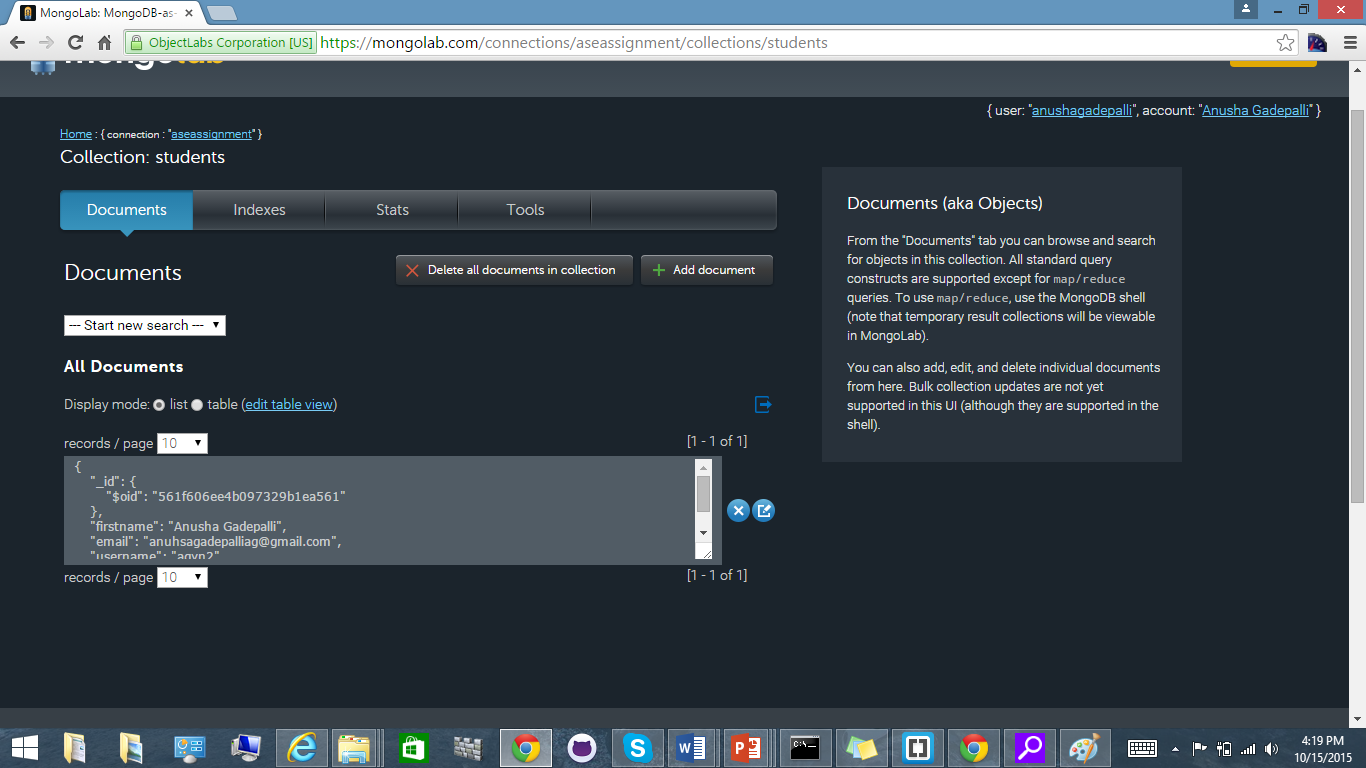 MongoLab: MongoDB-as-
ObjectLabs Corporation [US] https://mongolab.com/connections/aseassignment/collections/students
{ user: "anushagadepalli", account: "Anusha Gadepalli" }
Home : { connection : "aseassignment" }
Collection: students
Documents Indexes Stats Tools
Documents
Delete all documents in collection
Add document
--- Start new search ---
All Documents
Display mode: list table (edit table view)
records / page 10 [1 - 1 of 1]
{
"_id": {
"$oid": "561f606ee4b097329b1ea561"
},
"firstname": "Anusha Gadepalli",
"email": "anuhsagadepalliag@gmail.com",
"username": "agvn2"
records / page 10 [1 - 1 of 1]
Documents (aka Objects)
From the "Documents" tab you can browse and search
for objects in this collection. All standard query
constructs are supported except for map/reduce
queries. To use map/reduce, use the MongoDB shell
(note that temporary result collections will be viewable
in MongoLab).
You can also add, edit, and delete individual documents
from here. Bulk collection updates are not yet
supported in this UI (although they are supported in the
shell).
4:19 PM
10/15/2015